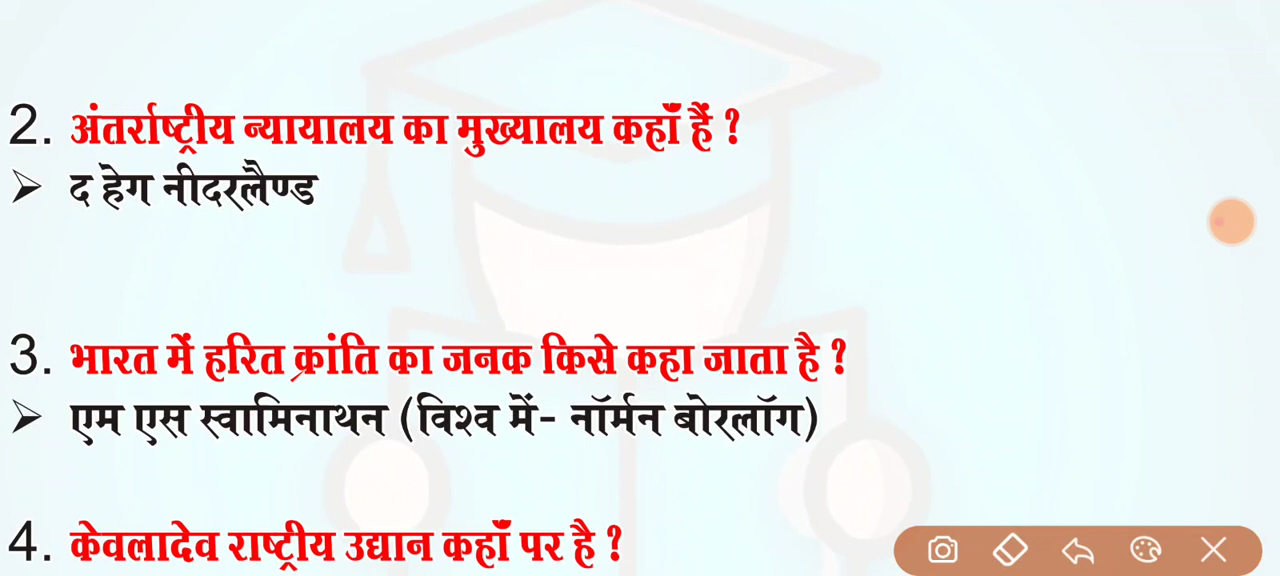 2. अंतर्राष्ट्रीय न्यायालय का मुख्यालय कहाँ हैं ?
➢ द हेग नीदरलैण्ड
3. भारत में हरित क्रांति का जनक किसे कहा जाता है ?
➢ एम एस स्वामिनाथन (विश्व में- नॉर्मन बोरलॉग)
4. केवलादेव राष्ट्रीय उद्यान कहाँ पर है ?